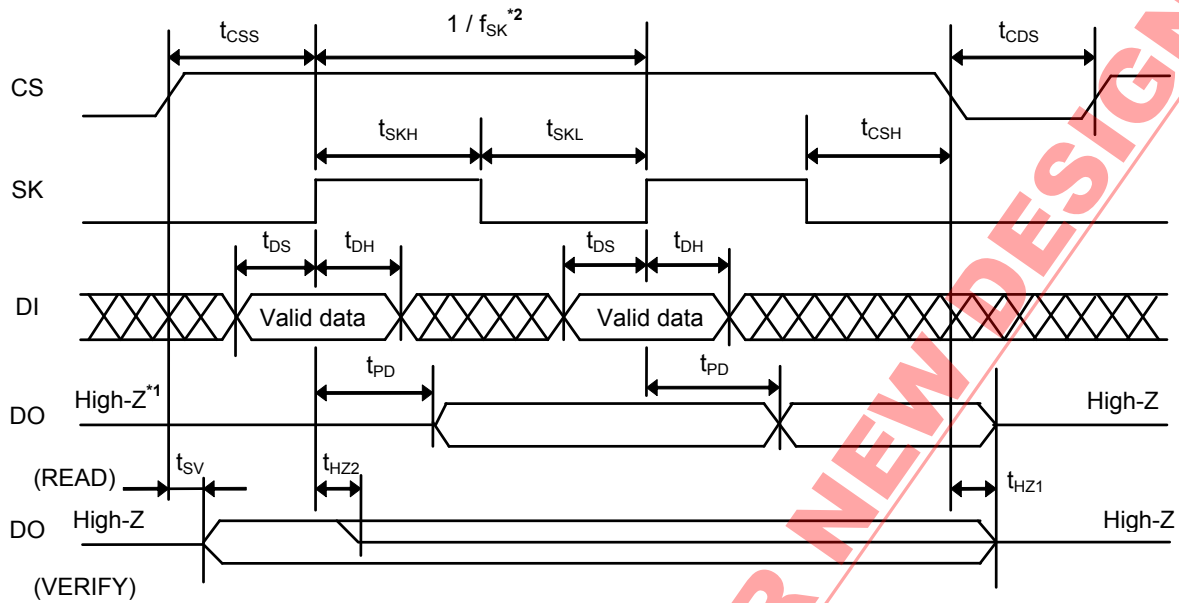 tCSS 1 / fSK*2 tCDS
CS
tSKH tSKL tCSH
SK
tDS tDH tDS tDH
DI Valid data Valid data
tPD tPD
DO High-Z*1 High-Z
(READ) tSV tHZ2 tHZ1
DO High-Z High-Z
(VERIFY)
R NEW DESIGN